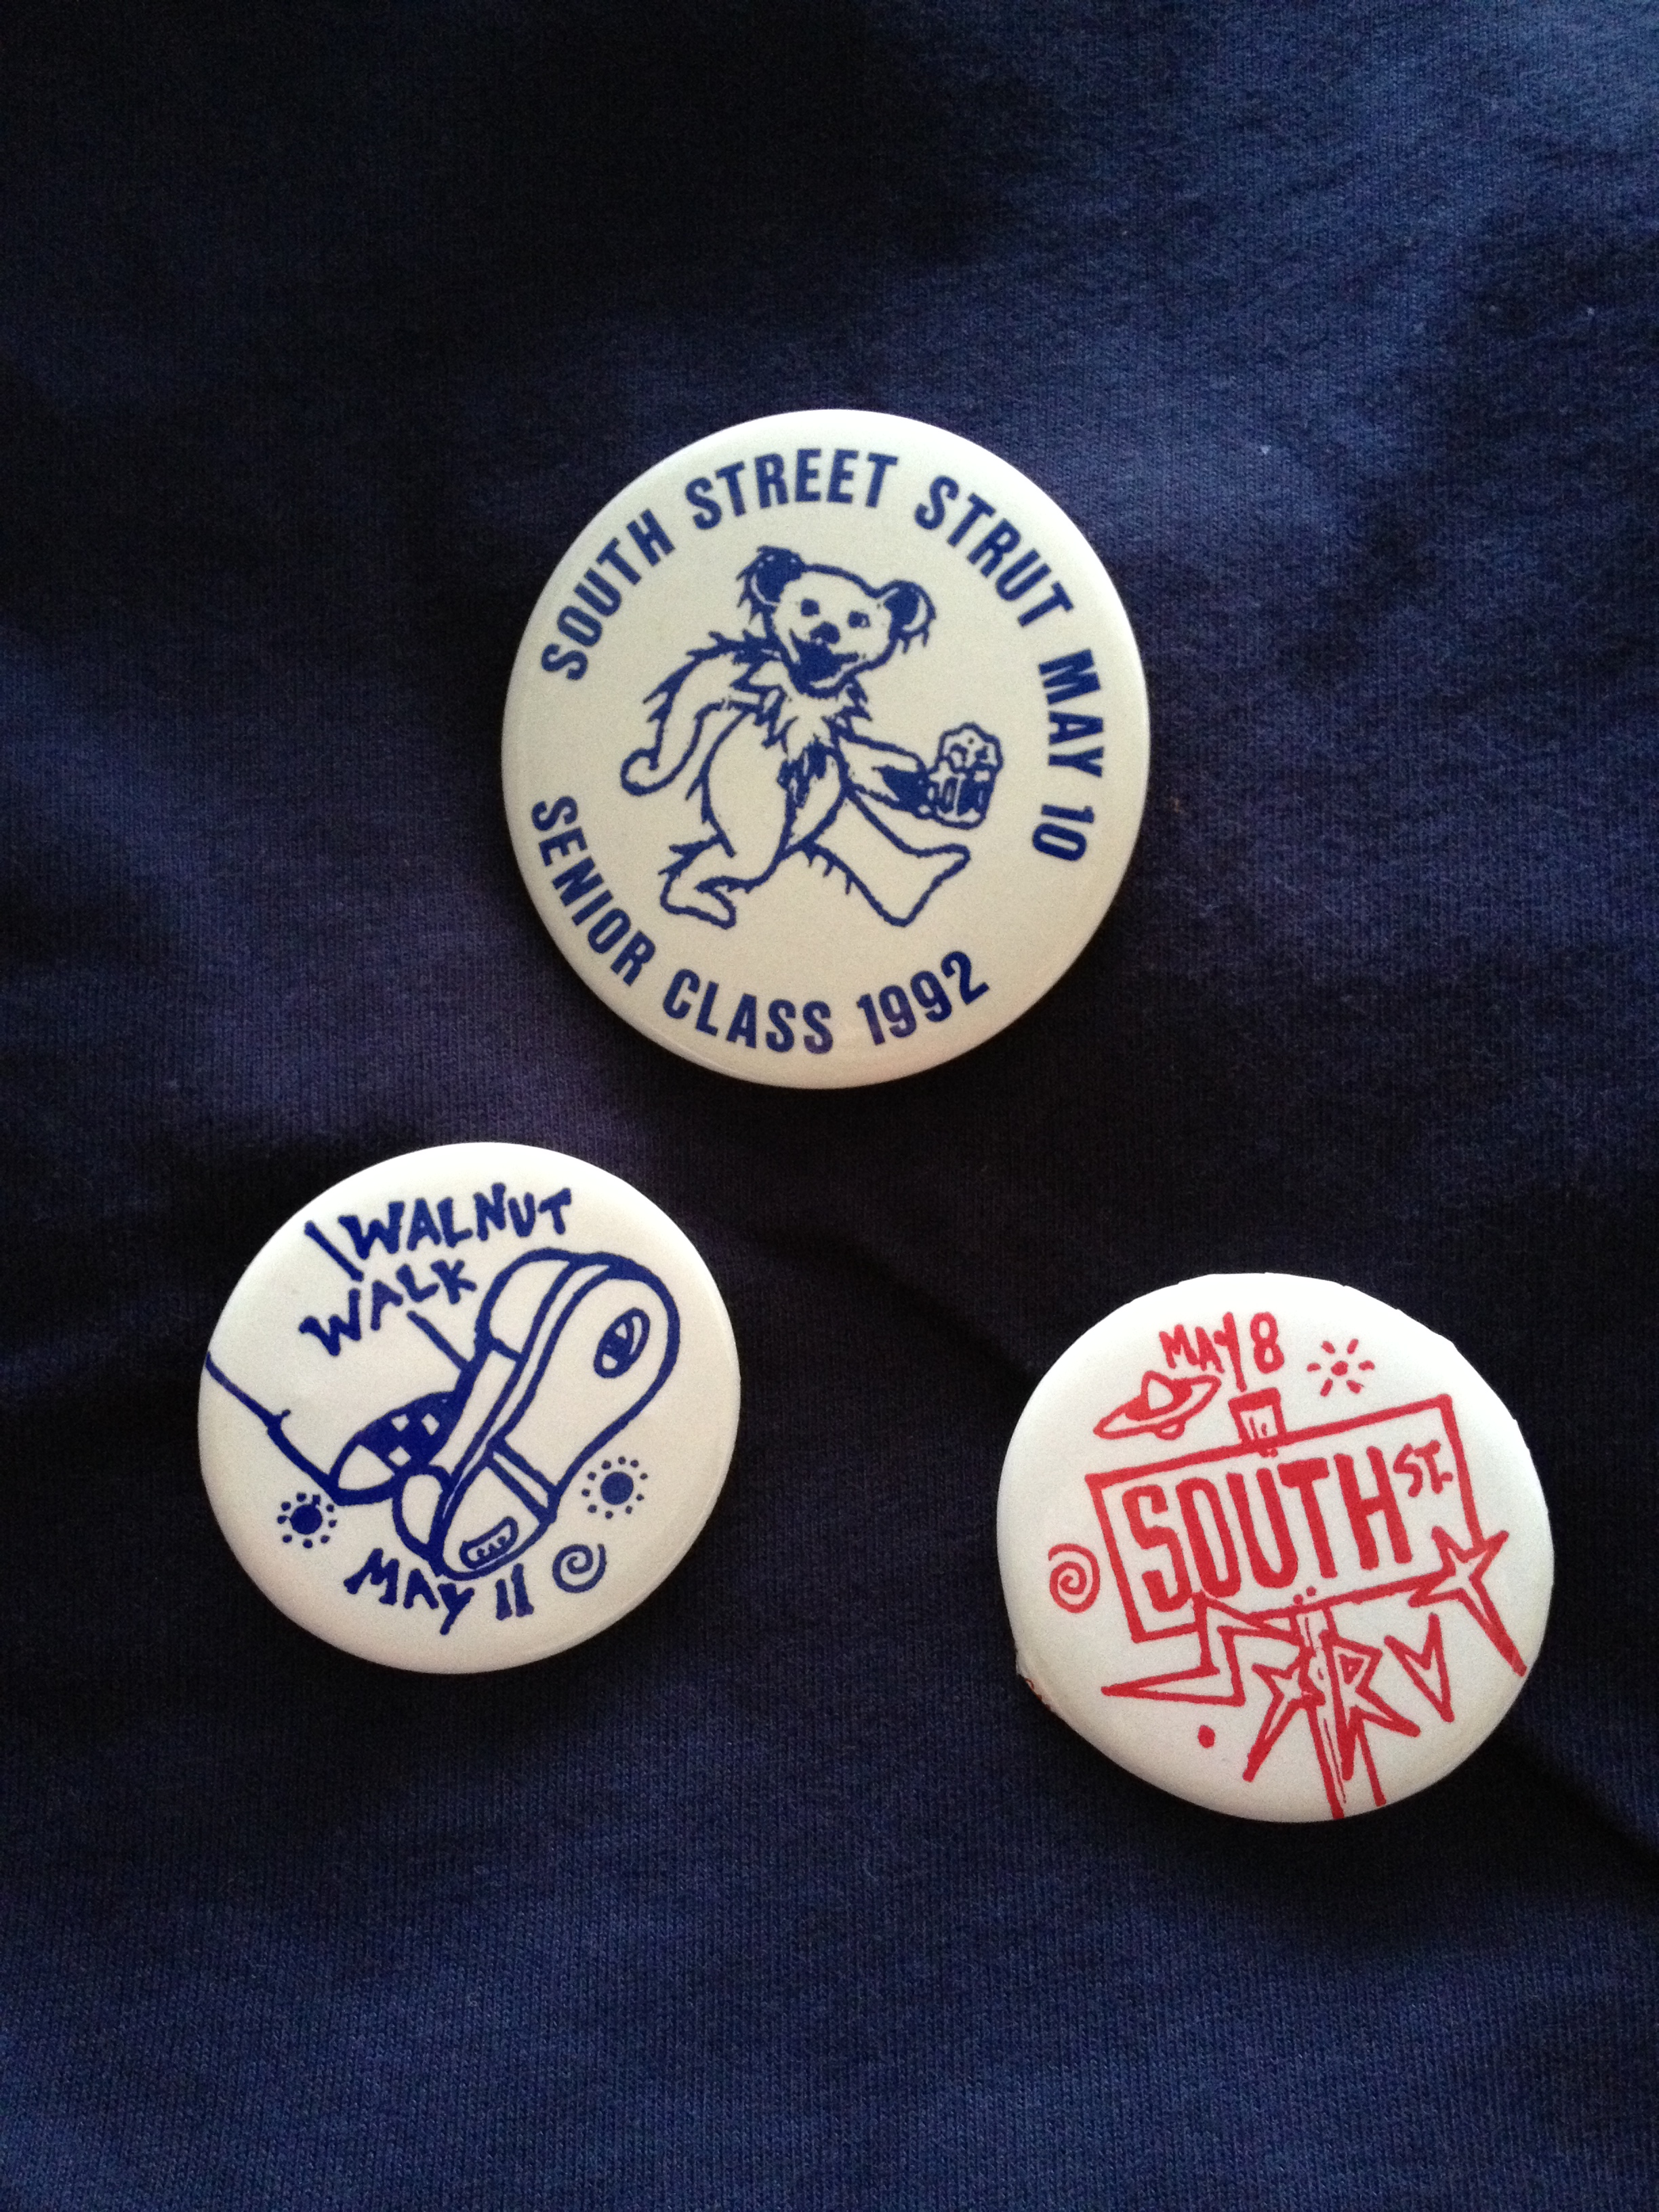 SOUTH STREET STRUT MAY 10
SENIOR CLASS 1992
WALNUT
WALK
MAY 11
MAY 8
SOUTH ST.